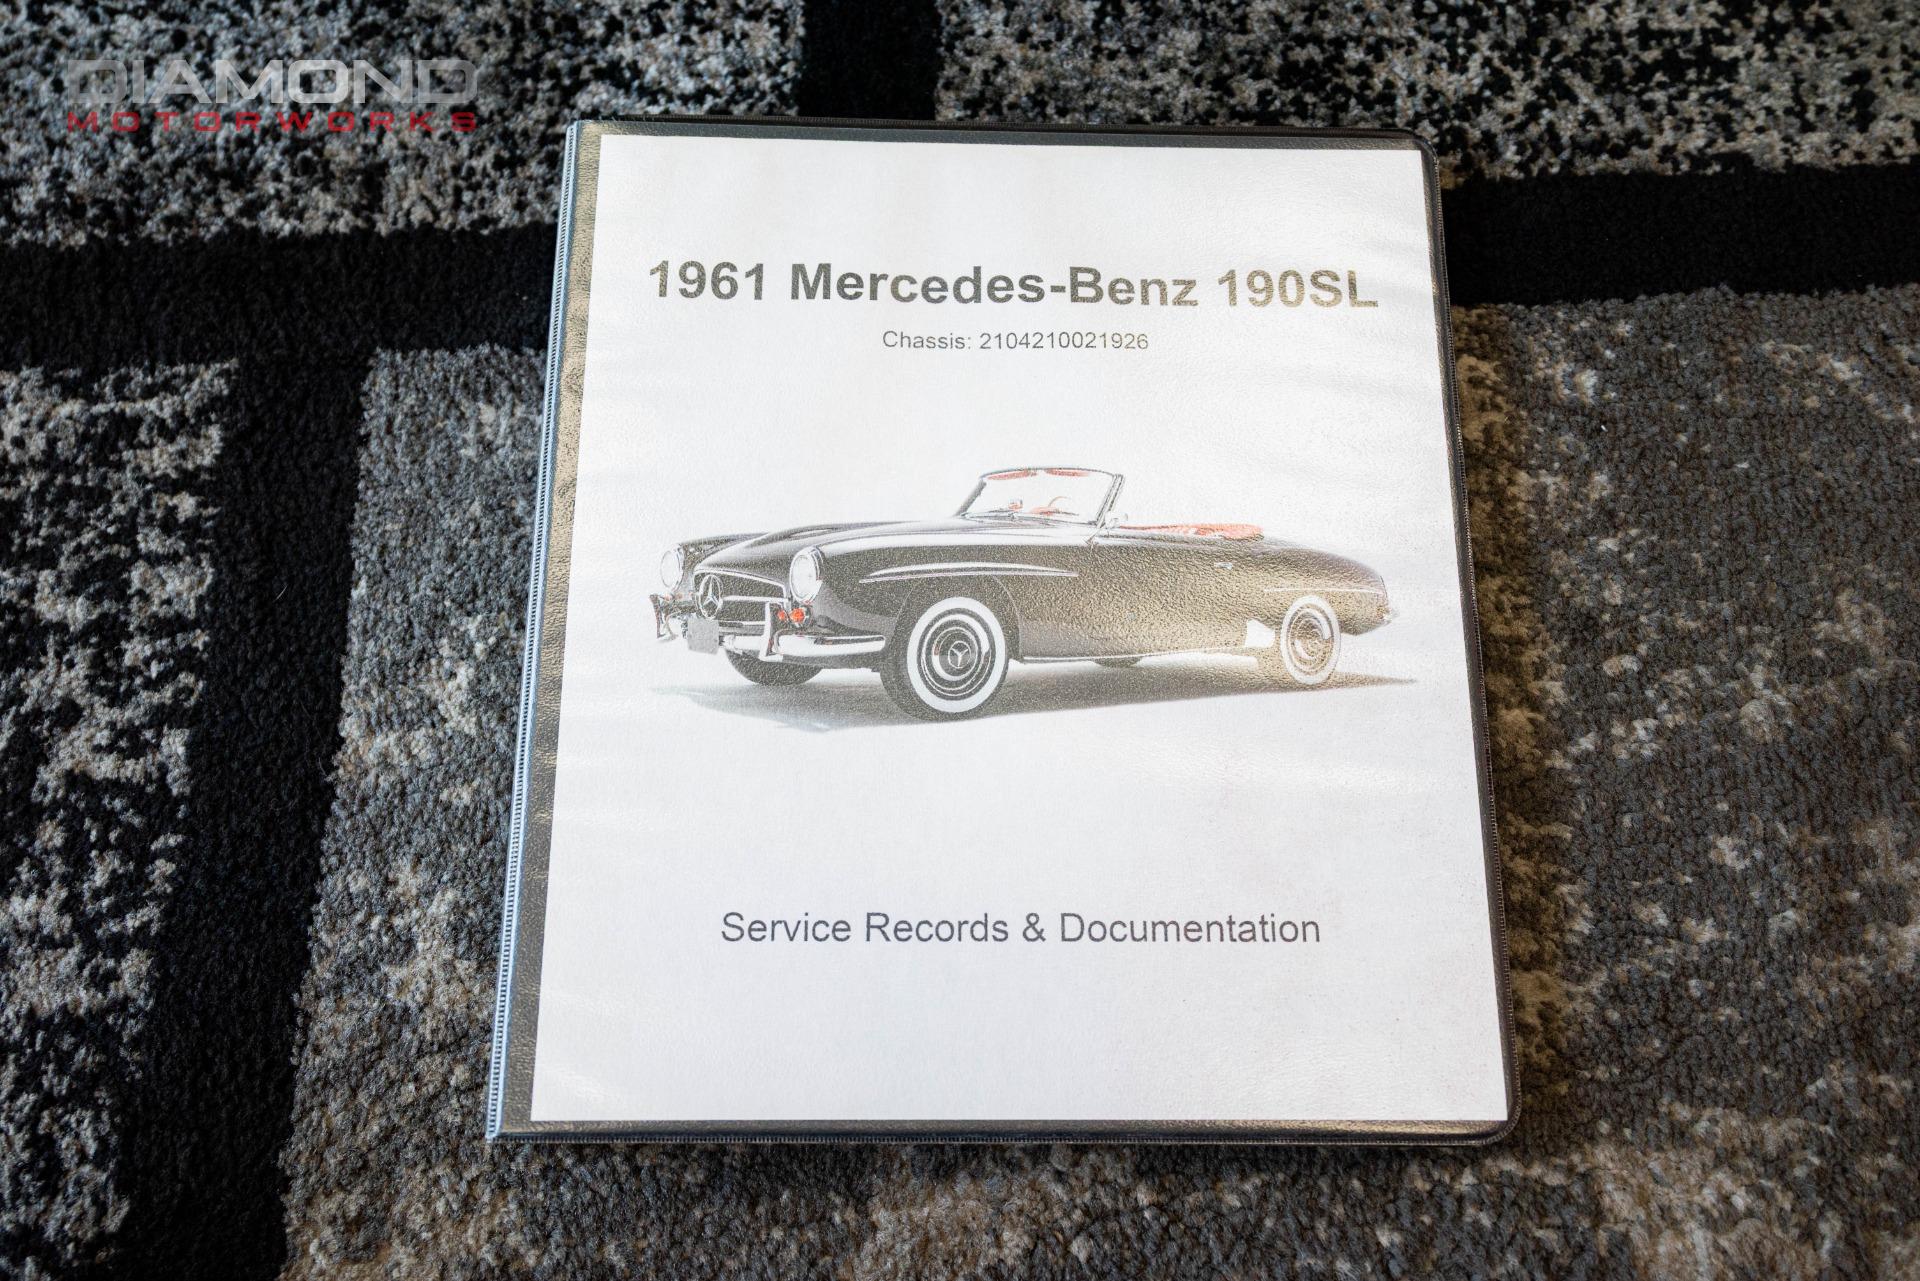 DIAMOND
MOTORWORKS
1961 Mercedes-Benz 190SL
Chassis: 2104210021926
Service Records & Documentation